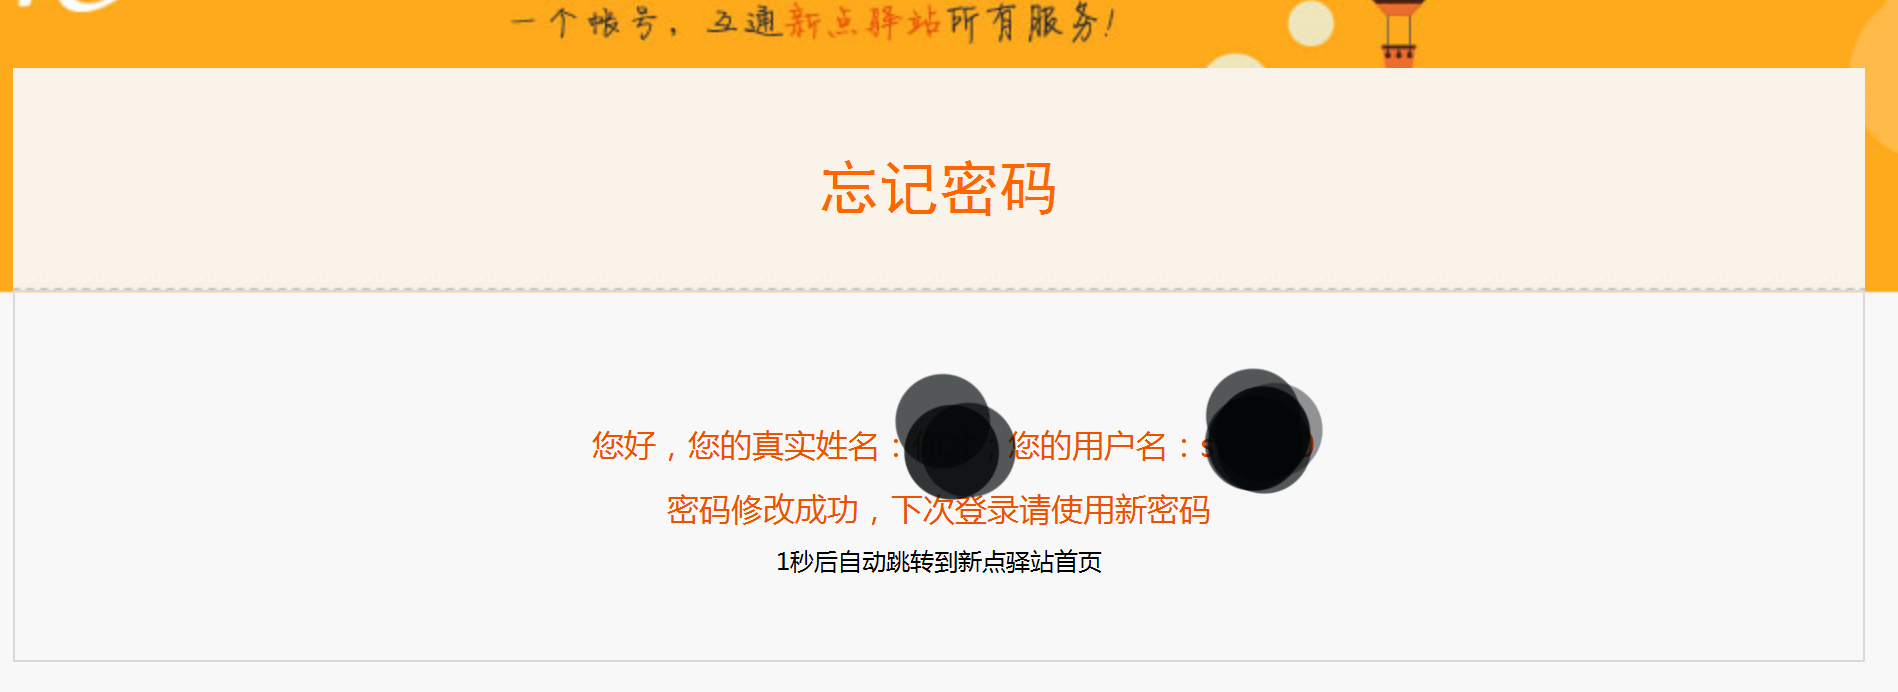 一个帐号，互通新点驿站所有服务!
忘记密码
您好，您的真实姓名： ；您的用户名：s
密码修改成功，下次登录请使用新密码
1秒后自动跳转到新点驿站首页